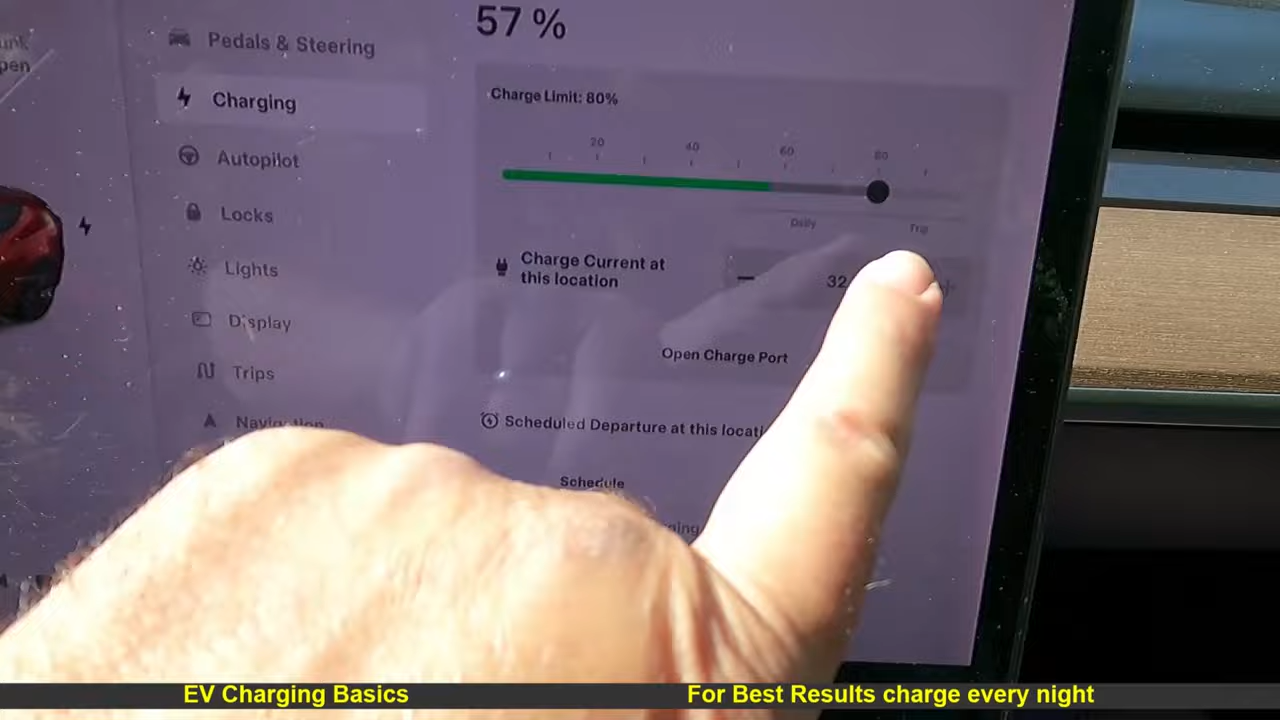 57 %
Pedals & Steering
Charge Limit: 80%
Charging
20 40 60 80
Autopilot
Daily Trip
Locks
Charge Current at
this location
32
Lights
Display
Open Charge Port
Trips
Navigation
Scheduled Departure at this locati
Schedule
EV Charging Basics
For Best Results charge every night